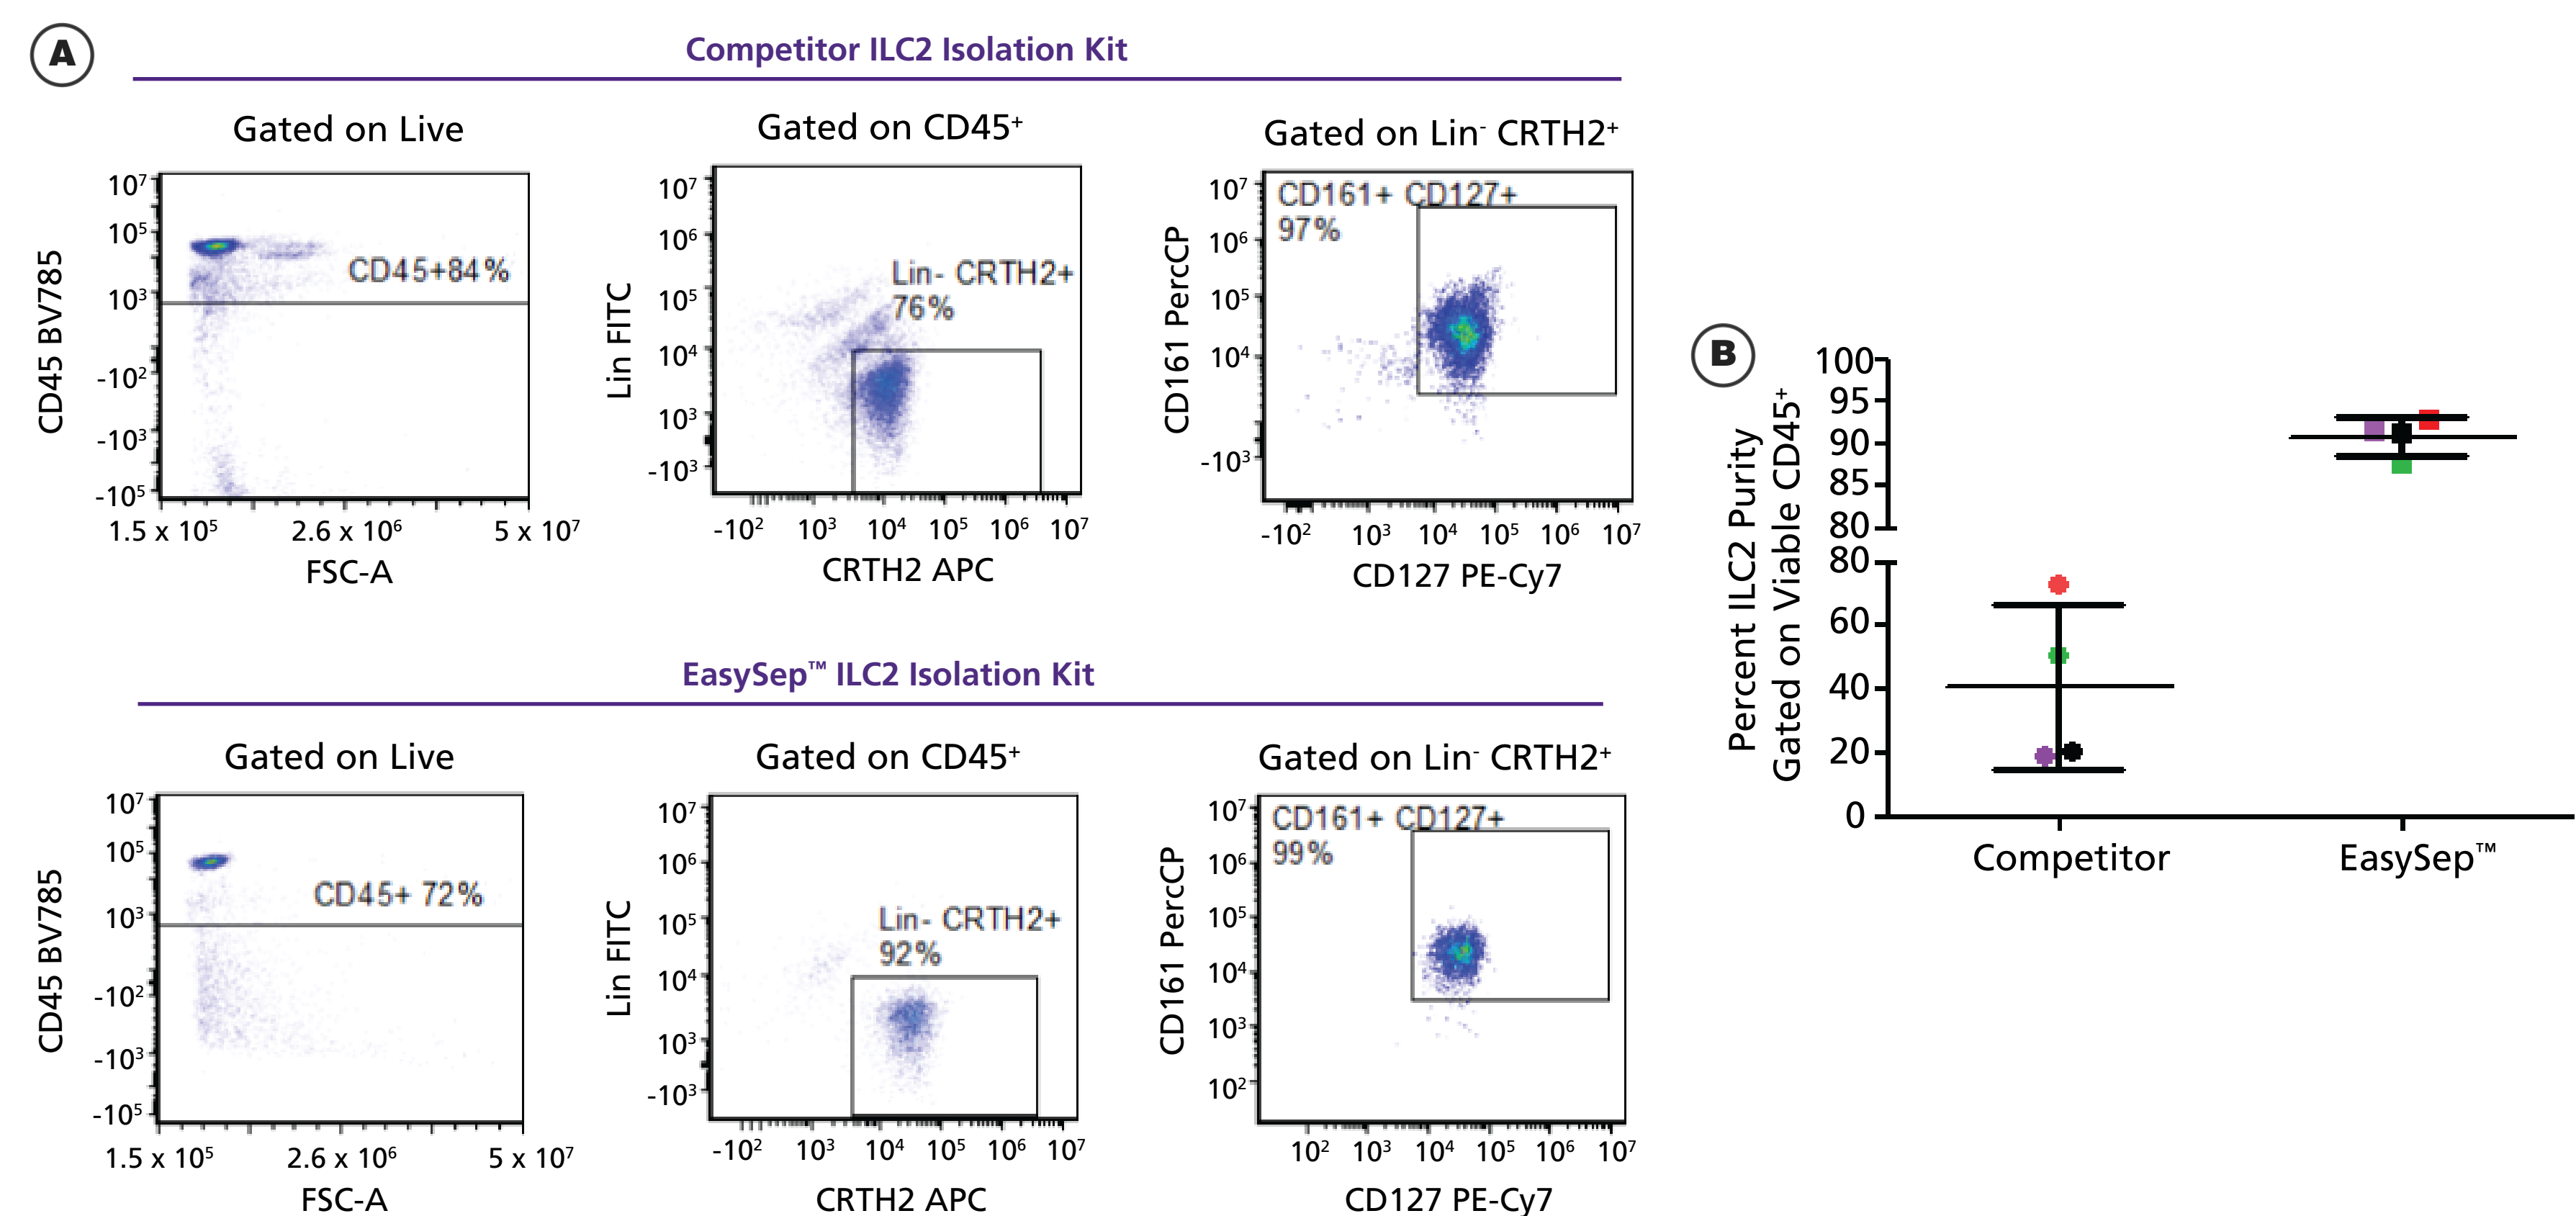 A
Competitor ILC2 Isolation Kit
Gated on Live
CD45 BV785
10⁷
10⁵
10³
-10²
-10³
-10⁵
CD45+84%
1.5 x 10⁵ 2.6 x 10⁶ 5 x 10⁷
FSC-A
Gated on CD45⁺
Lin FITC
10⁷
10⁶
10⁵
10⁴
10³
-10³
Lin- CRTH2+
76%
-10² 10³ 10⁴ 10⁵ 10⁶ 10⁷
CRTH2 APC
Gated on Lin⁻ CRTH2⁺
CD161 PercCP
10⁷
10⁶
10⁵
10⁴
-10³
CD161+ CD127+
97%
-10² 10³ 10⁴ 10⁵ 10⁶ 10⁷
CD127 PE-Cy7
EasySep™ ILC2 Isolation Kit
Gated on Live
CD45 BV785
10⁷
10⁵
10³
-10²
-10³
-10⁵
CD45+ 72%
1.5 x 10⁵ 2.6 x 10⁶ 5 x 10⁷
FSC-A
Gated on CD45⁺
Lin FITC
10⁷
10⁶
10⁵
10⁴
10³
-10³
Lin- CRTH2+
92%
-10² 10³ 10⁴ 10⁵ 10⁶ 10⁷
CRTH2 APC
Gated on Lin⁻ CRTH2⁺
CD161 PercCP
10⁷
10⁶
10⁵
10⁴
10³
10²
CD161+ CD127+
99%
10² 10³ 10⁴ 10⁵ 10⁶ 10⁷
CD127 PE-Cy7
B
Percent ILC2 Purity
Gated on Viable CD45⁺
100
95
90
85
80
80
60
40
20
0
Competitor EasySep™